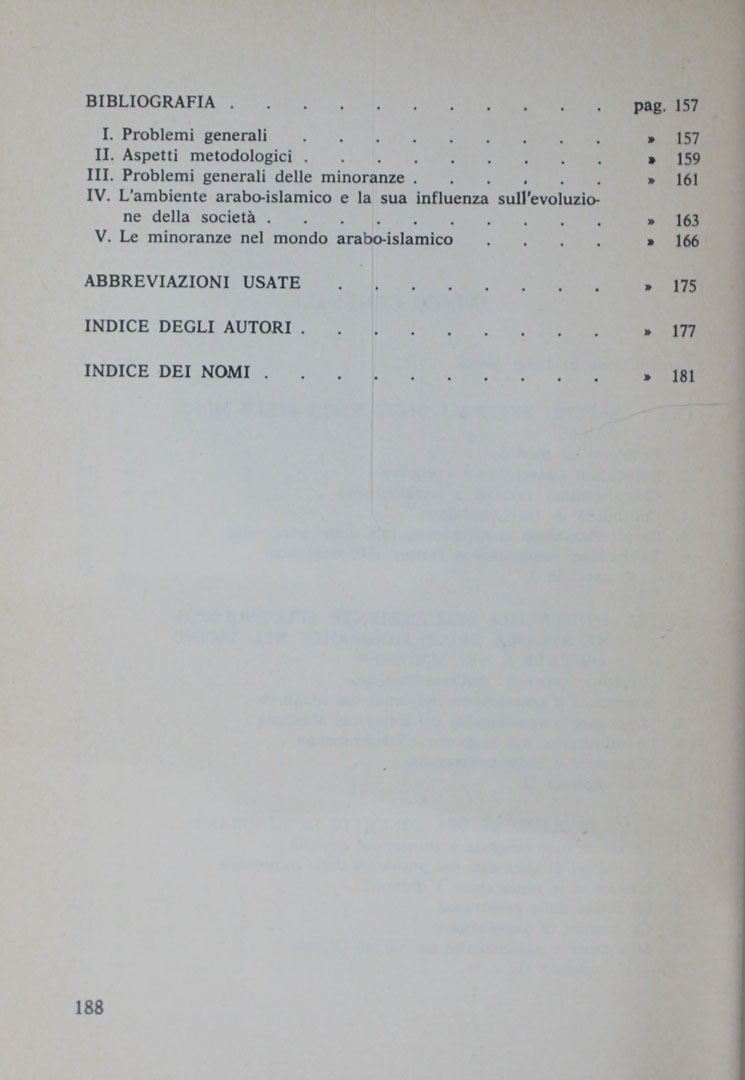 BIBLIOGRAFIA . . . . . . . . . . . pag. 157
I. Problemi generali . . . . . . . . . » 157
II. Aspetti metodologici . . . . . . . . . » 159
III. Problemi generali delle minoranze . . . . . . » 161
IV. L'ambiente arabo-islamico e la sua influenza sull'evoluzio-
ne della società . . . . . . . . . . » 163
V. Le minoranze nel mondo arabo-islamico . . . . » 166
ABBREVIAZIONI USATE . . . . . . . . » 175
INDICE DEGLI AUTORI . . . . . . . . . » 177
INDICE DEI NOMI . . . . . . . . . . » 181
188